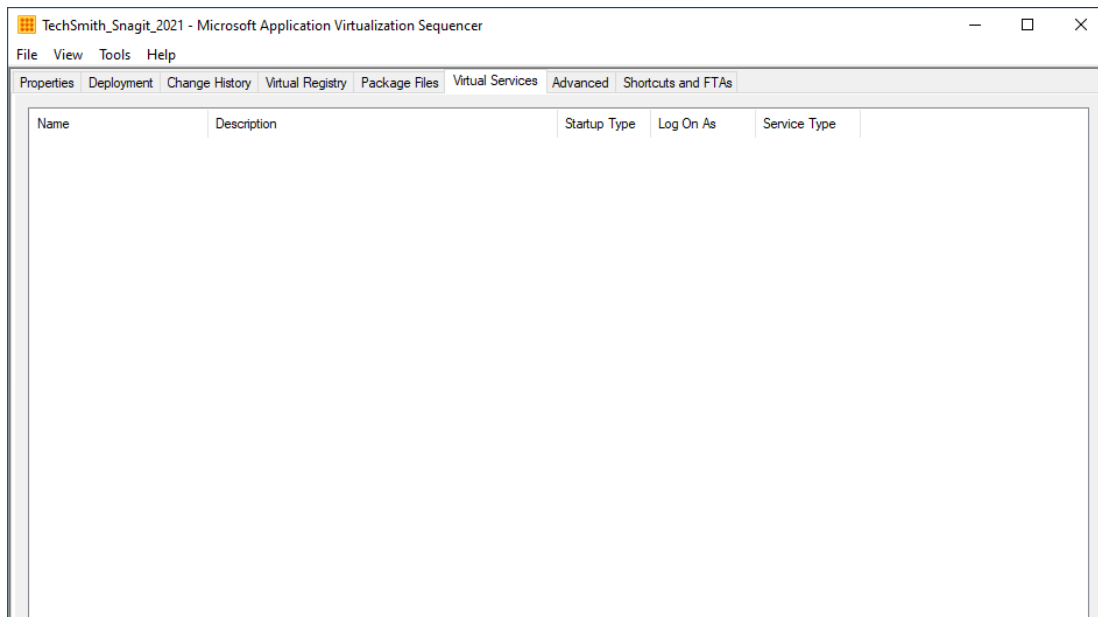 TechSmith_Snagit_2021 - Microsoft Application Virtualization Sequencer
File View Tools Help
Properties Deployment Change History Virtual Registry Package Files Virtual Services Advanced Shortcuts and FTAs
Name Description Startup Type Log On As Service Type